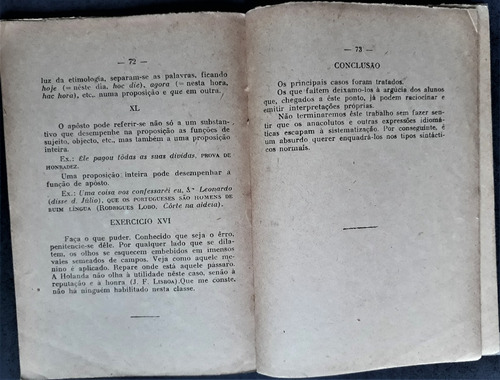 — 72 —
luz da etimologia, separam-se as palavras, ficando
hoje (= nêste dia, hoc die), agora (= nesta hora,
hac hora), etc., numa proposição e que em outra.
XL
O apôsto pode referir-se não só a um substan-
tivo que desempenhe na proposição as funções de
sujeito, objecto, etc., mas também a uma proposição
inteira.
Ex.: Ele pagou tôdas as suas dívidas, PROVA DE
HONRADEZ.
Uma proposição inteira pode desempenhar a
função de apôsto.
Ex.: Uma coisa vos confessarei eu, s.ᵒʳ Leonardo
(disse d. Júlio), QUE OS PORTUGUESES SÃO HOMENS DE
RUIM LÍNGUA (RODRIGUES LOBO, Côrte na aldeia).
EXERCICIO XVI
Faça o que puder. Conhecido que seja o êrro,
penitencie-se dêle. Por qualquer lado que se dila-
tem, os olhos se esquecem embebidos em imensos
vales semeados de campos. Veja como aquele me-
nino é aplicado. Repare onde está aquele pássaro.
A Holanda não olha à utilidade nêste caso, senão à
reputação e à honra (J. F. LISBOA). Que me conste,
não há ninguém habilitado nesta classe.
— 73 —
CONCLUSÃO
Os principais casos foram tratados.
Os que faltem deixamo-los à argúcia dos alunos
que, chegados a êste ponto, já podem raciocinar e
emitir interpretações próprias.
Não terminaremos êste trabalho sem fazer sen-
tir que os anacolutos e outras expressões idiomá-
ticas escapam à sistematização. Por conseguinte, é
um absurdo querer enquadrá-los nos tipos sintácti-
cos normais.